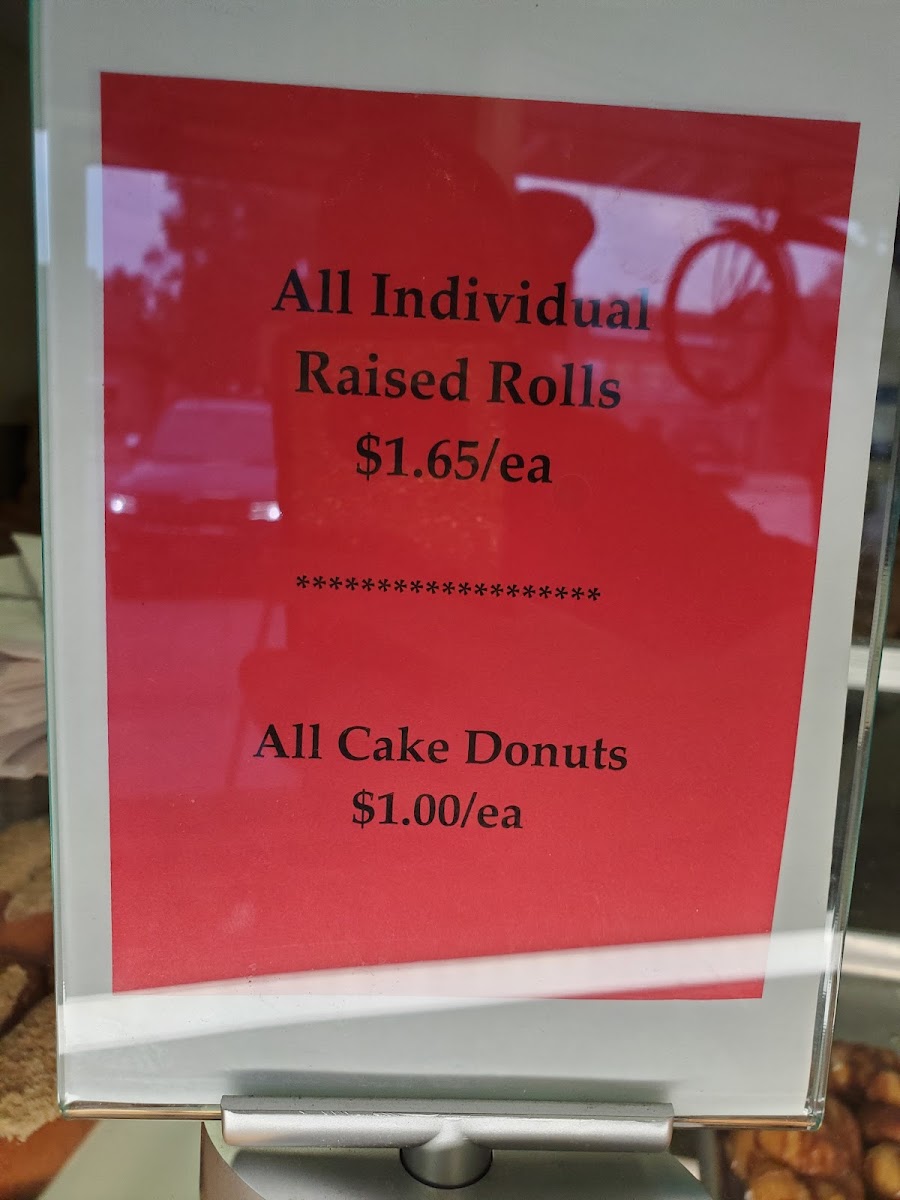 All Individual
Raised Rolls
$1.65/ea
*******************
All Cake Donuts
$1.00/ea